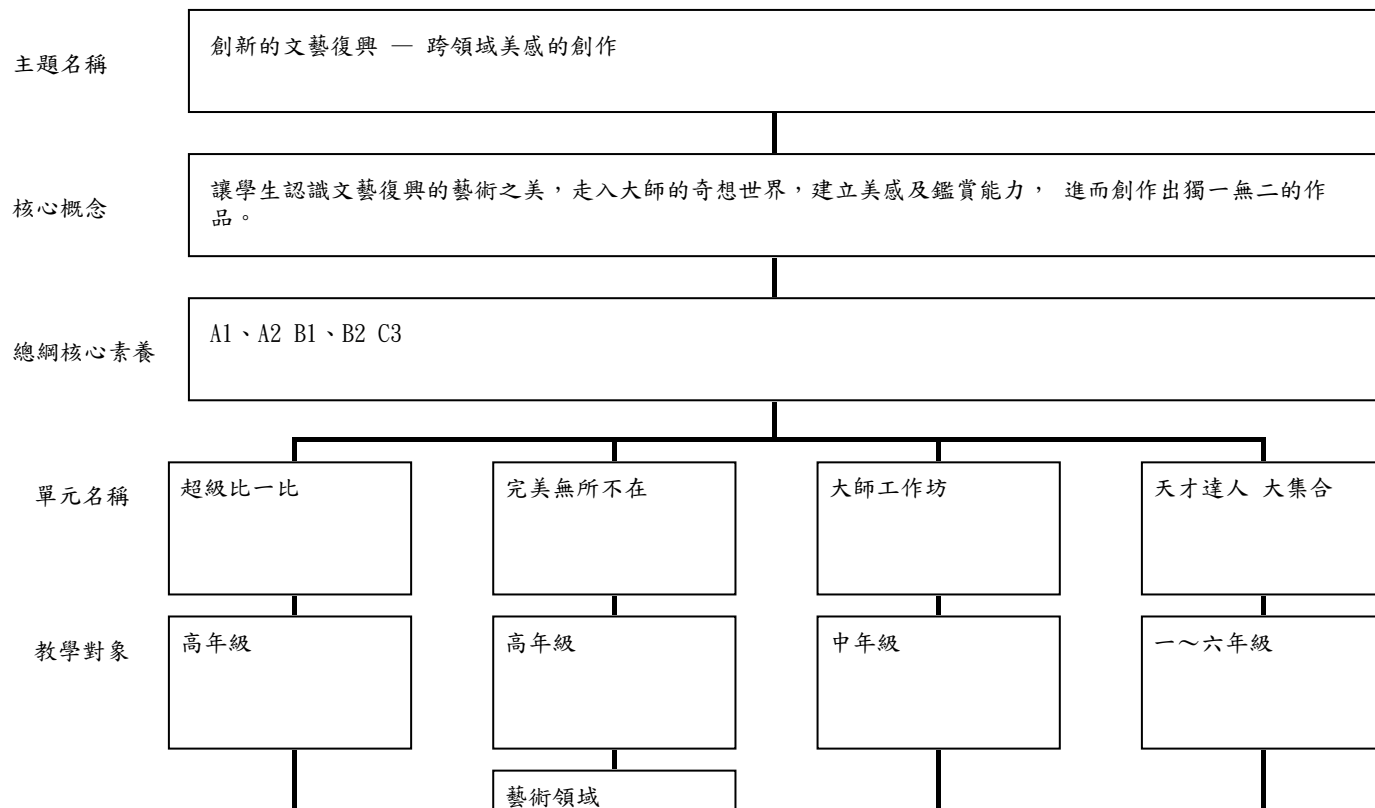 主題名稱
創新的文藝復興 — 跨領域美感的創作
核心概念
讓學生認識文藝復興的藝術之美，走入大師的奇想世界，建立美感及鑑賞能力， 進而創作出獨一無二的作
品。
總綱核心素養
A1、A2 B1、B2 C3
單元名稱
超級比一比
完美無所不在
大師工作坊
天才達人 大集合
教學對象
高年級
高年級
中年級
一～六年級
藝術領域